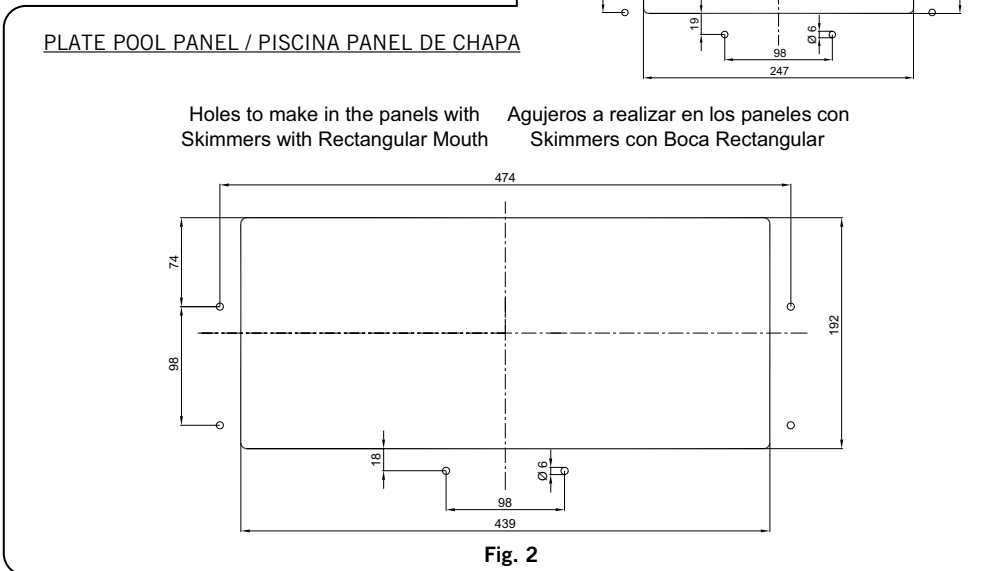 19
Ø 6
98
247
PLATE POOL PANEL / PISCINA PANEL DE CHAPA
Holes to make in the panels with
Skimmers with Rectangular Mouth
Agujeros a realizar en los paneles con
Skimmers con Boca Rectangular
474
74
98
192
18
Ø 6
98
439
Fig. 2